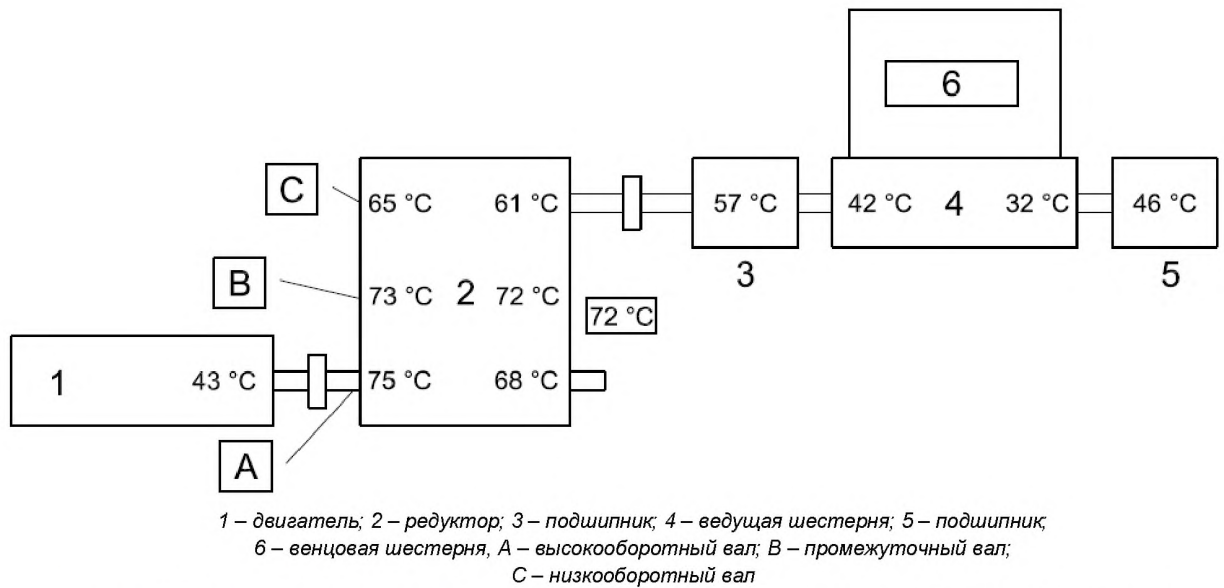 6
C
65 °C 61 °C
57 °C
42 °C 4 32 °C
46 °C
3
5
B
73 °C 2 72 °C
72 °C
1 43 °C
75 °C 68 °C
A
1 – двигатель; 2 – редуктор; 3 – подшипник; 4 – ведущая шестерня; 5 – подшипник;
6 – венцовая шестерня, А – высокооборотный вал; В – промежуточный вал;
С – низкооборотный вал